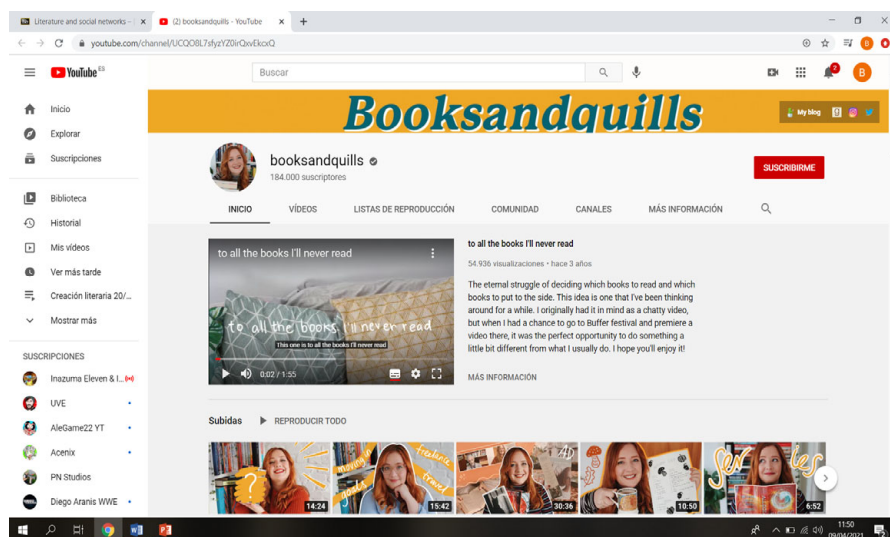 Literature and social networks – |
(2) booksandquills - YouTube
youtube.com/channel/UCQO8L7sfyzYZ0irQxvEkcxQ
YouTube ES
Buscar
2
B
Inicio
Explorar
Suscripciones
Biblioteca
Historial
Mis vídeos
Ver más tarde
Creación literaria 20/...
Mostrar más
SUSCRIPCIONES
Inazuma Eleven & I...
UVE
AleGame22 YT
Acenix
PN Studios
Diego Aranis WWE
Booksandquills
My blog
booksandquills
184.000 suscriptores
SUSCRIBIRME
INICIO VÍDEOS LISTAS DE REPRODUCCIÓN COMUNIDAD CANALES MÁS INFORMACIÓN
to all the books I'll never read
to all the books i'll never read
This one is to all the books I'll never read
0:02 / 1:55
to all the books I'll never read
54.936 visualizaciones • hace 3 años
The eternal struggle of deciding which books to read and which
books to put to the side. This idea is one that I've been thinking
around for a while. I originally had it in mind as a chatty video,
but when I had a chance to go to Buffer festival and premiere a
video there, it was the perfect opportunity to do something a
little bit different from what I usually do. I hope you'll enjoy it!
MÁS INFORMACIÓN
Subidas REPRODUCIR TODO
?
14:24
moving
goals
freelance
travel
15:42
AD
30:36
10:50
series
6:52
11:50
09/04/2021